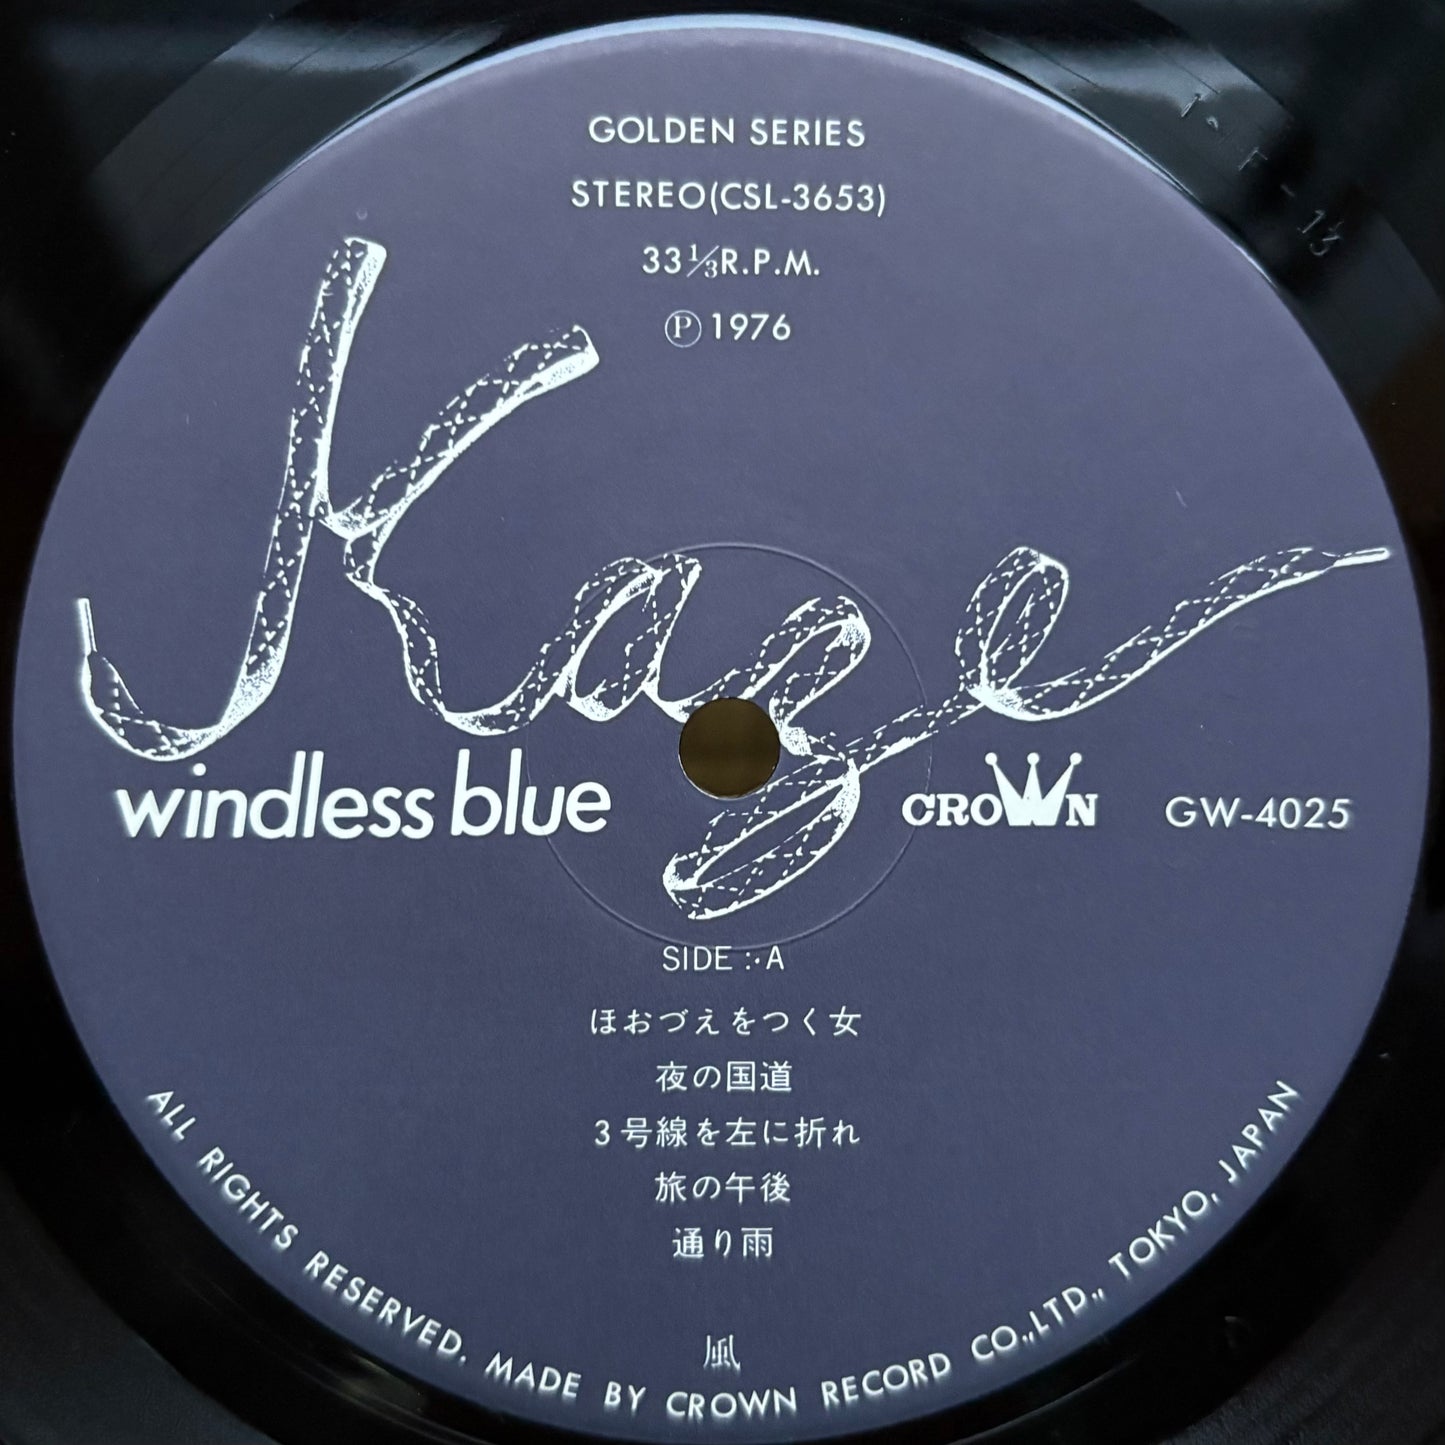 GOLDEN SERIES
STEREO(CSL-3653)
33⅓R.P.M.
Ⓟ1976
Kaze
windless blue
CROWN
GW-4025
SIDE : A
ほおづえをつく女
夜の国道
3号線を左に折れ
旅の午後
通り雨
風
ALL RIGHTS RESERVED. MADE BY CROWN RECORD CO.,LTD., TOKYO, JAPAN